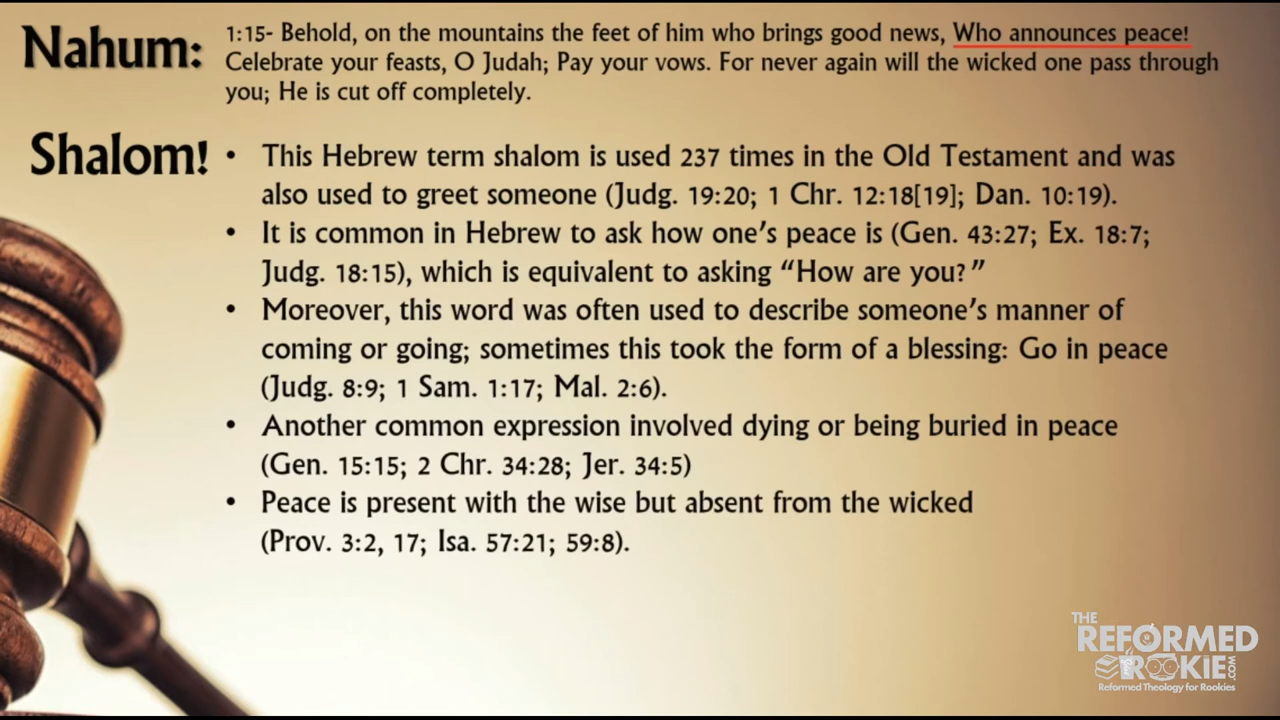 Nahum:
1:15- Behold, on the mountains the feet of him who brings good news, Who announces peace!
Celebrate your feasts, O Judah; Pay your vows. For never again will the wicked one pass through
you; He is cut off completely.
Shalom!
• This Hebrew term shalom is used 237 times in the Old Testament and was
also used to greet someone (Judg. 19:20; 1 Chr. 12:18[19]; Dan. 10:19).
• It is common in Hebrew to ask how one’s peace is (Gen. 43:27; Ex. 18:7;
Judg. 18:15), which is equivalent to asking “How are you?”
• Moreover, this word was often used to describe someone’s manner of
coming or going; sometimes this took the form of a blessing: Go in peace
(Judg. 8:9; 1 Sam. 1:17; Mal. 2:6).
• Another common expression involved dying or being buried in peace
(Gen. 15:15; 2 Chr. 34:28; Jer. 34:5)
• Peace is present with the wise but absent from the wicked
(Prov. 3:2, 17; Isa. 57:21; 59:8).
THE
REFORMED
ROOKIE.COM
Reformed Theology for Rookies